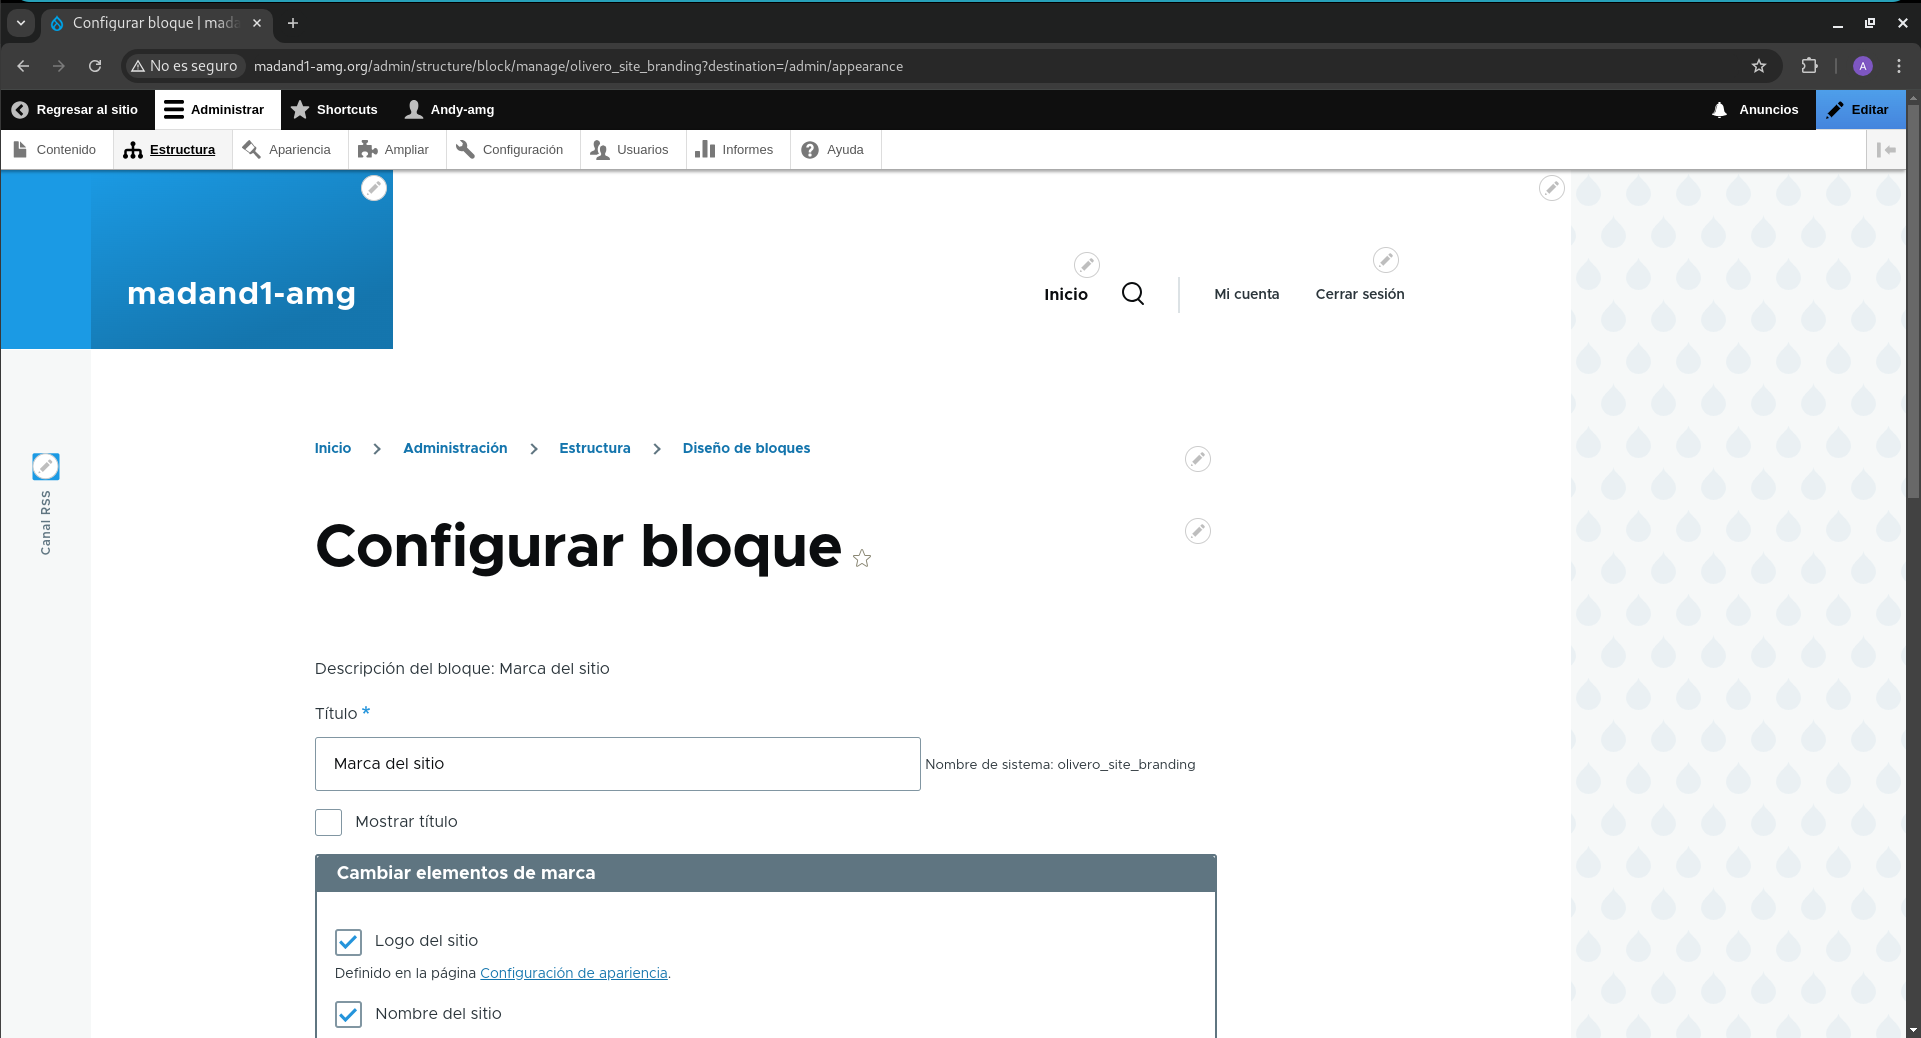 Configurar bloque | mada
No es seguro
madand1-amg.org/admin/structure/block/manage/olivero_site_branding?destination=/admin/appearance
A
Regresar al sitio
Administrar
Shortcuts
Andy-amg
Anuncios
Editar
Contenido
Estructura
Apariencia
Ampliar
Configuración
Usuarios
Informes
Ayuda
madand1-amg
Inicio
Mi cuenta
Cerrar sesión
Inicio
Administración
Estructura
Diseño de bloques
Canal RSS
Configurar bloque
Descripción del bloque: Marca del sitio
Título *
Marca del sitio
Nombre de sistema: olivero_site_branding
Mostrar título
Cambiar elementos de marca
Logo del sitio
Definido en la página Configuración de apariencia.
Nombre del sitio